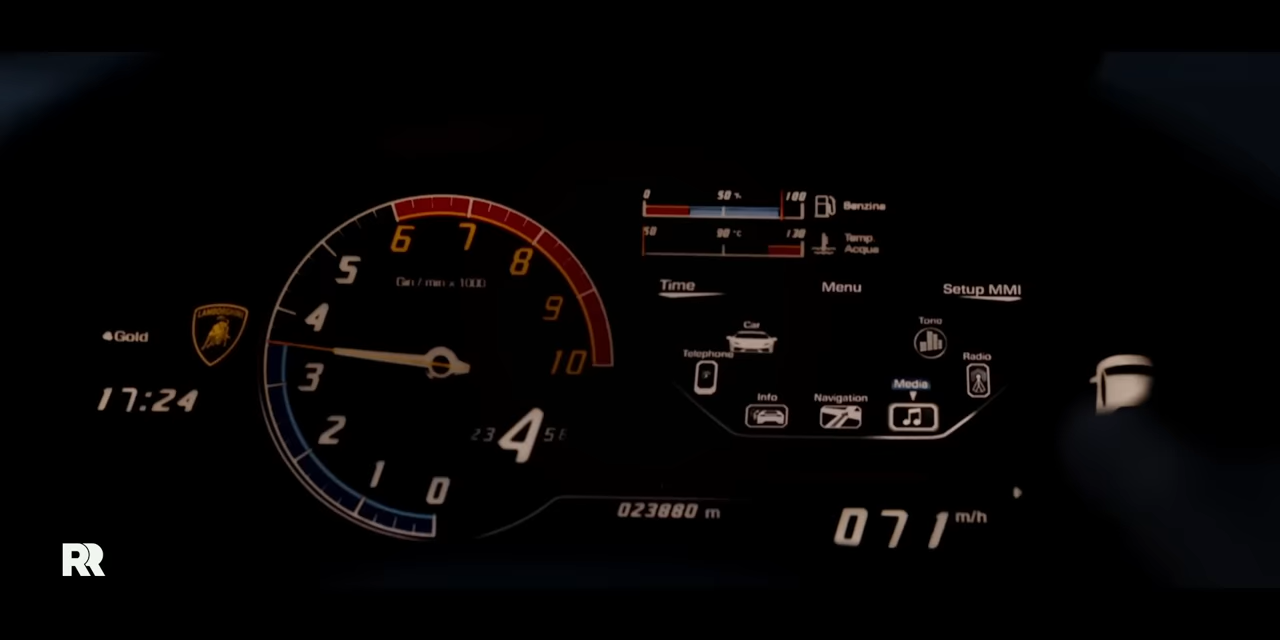 0 50 % 100
Benzina
50 90 °C 130
Temp.
Acqua
Time Menu Setup MMI
Car
Tone
Telephone
Radio
Info
Navigation
Media
LAMBORGHINI
Gold
17:24
0 1 2 3 4 5 6 7 8 9 10
Giri / min x 1000
2 3 4 5 6
023880 m
071 m/h
RR